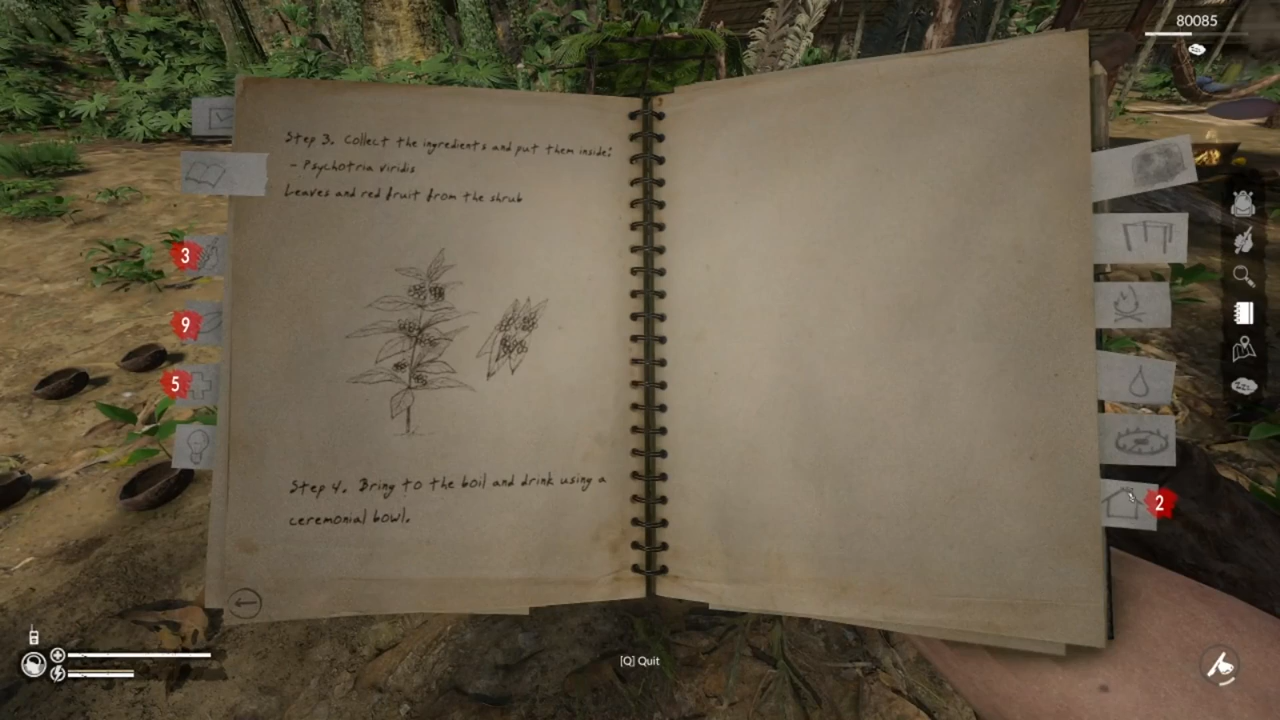 80085
Step 3. Collect the ingredients and put them inside:
- Psychotria viridis
Leaves and red fruit from the shrub
3
9
5
Step 4. Bring to the boil and drink using a
ceremonial bowl.
2
[Q] Quit